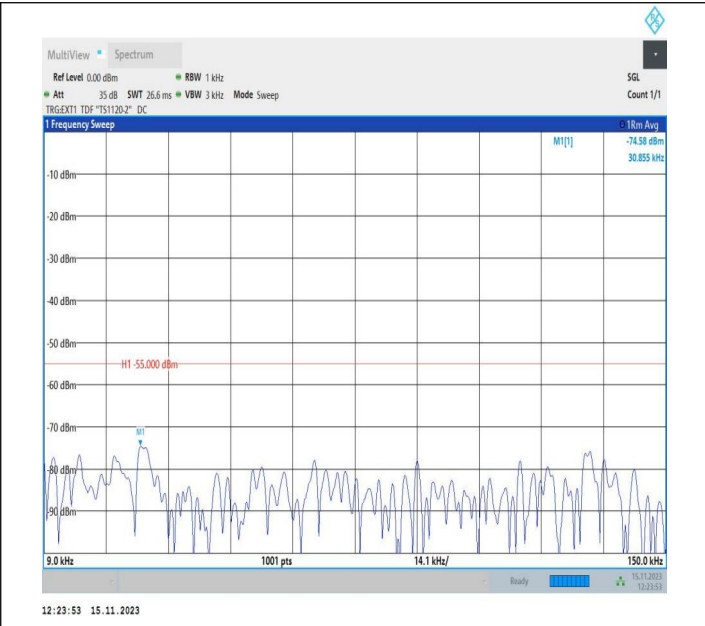 R S
MultiView Spectrum
Ref Level 0.00 dBm RBW 1 kHz SGL
Att 35 dB SWT 26.6 ms VBW 3 kHz Mode Sweep Count 1/1
TRG:EXT1 TDF "TS1120-2" DC
1 Frequency Sweep 1Rm Avg
M1[1] -74.58 dBm
30.855 kHz
-10 dBm
-20 dBm
-30 dBm
-40 dBm
-50 dBm
H1 -55.000 dBm
-60 dBm
-70 dBm
M1
-80 dBm
-90 dBm
9.0 kHz 1001 pts 14.1 kHz/ 150.0 kHz
Ready 15.11.2023
12:23:53
12:23:53 15.11.2023